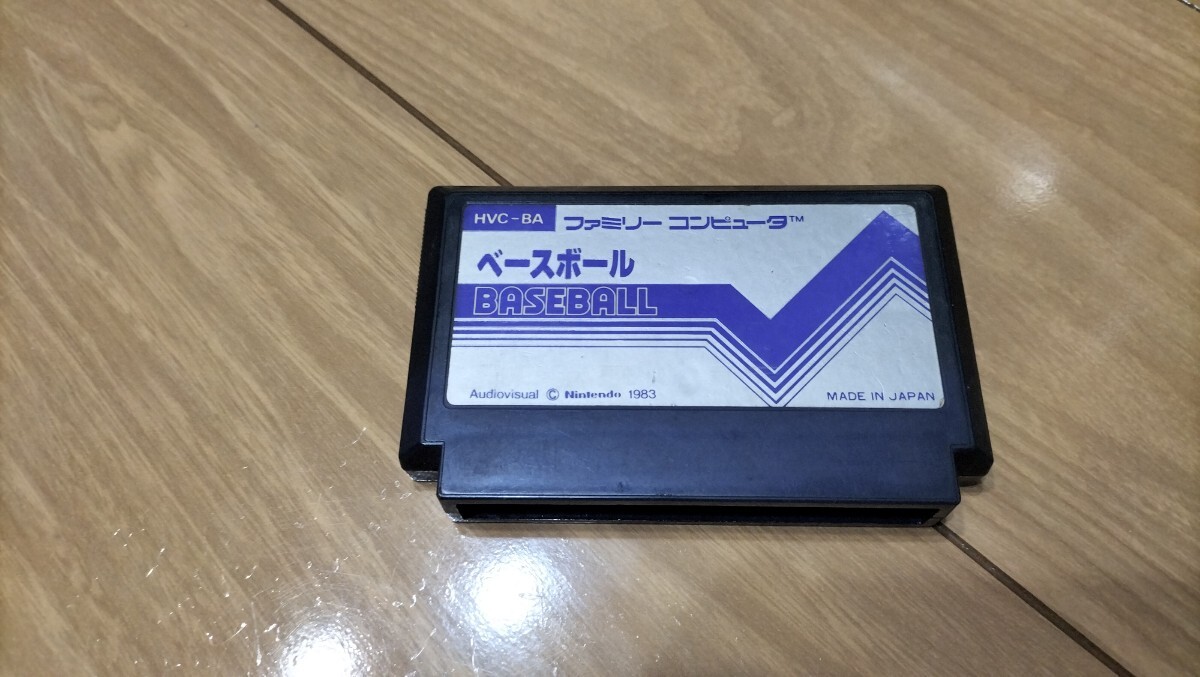 HVC-BA ファミリー コンピュータ™
ベースボール
BASEBALL
Audiovisual © Nintendo 1983
MADE IN JAPAN